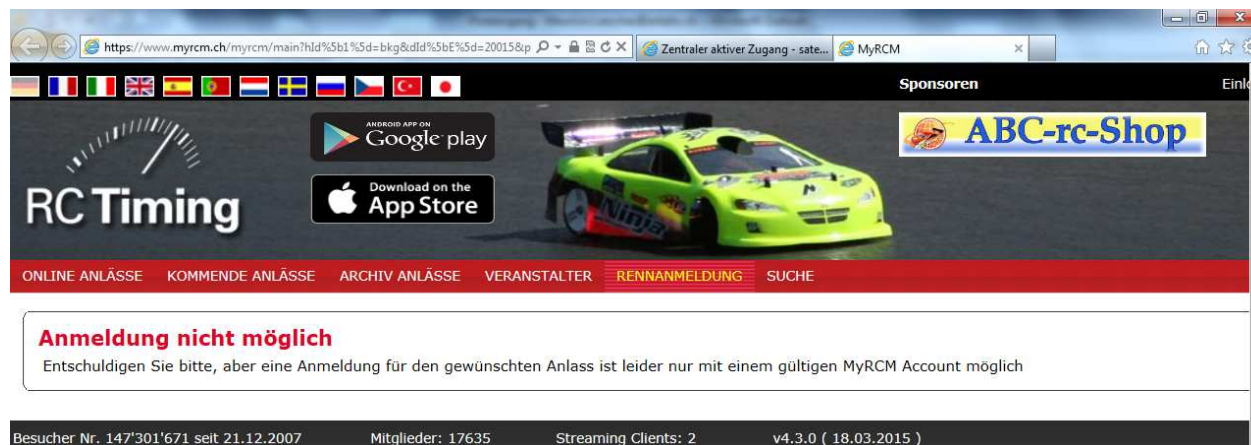 https://www.myrcm.ch/myrcm/main?hId%5b1%5d=bkg&dId%5bE%5d=20015&p
Zentraler aktiver Zugang - sate...
MyRCM
Sponsoren
ANDROID APP ON
Google play
ABC-rc-Shop
Download on the
App Store
RC Timing
Ninja
ONLINE ANLÄSSE KOMMENDE ANLÄSSE ARCHIV ANLÄSSE VERANSTALTER RENNANMELDUNG SUCHE
Anmeldung nicht möglich
Entschuldigen Sie bitte, aber eine Anmeldung für den gewünschten Anlass ist leider nur mit einem gültigen MyRCM Account möglich
Besucher Nr. 147'301'671 seit 21.12.2007 Mitglieder: 17635 Streaming Clients: 2 v4.3.0 ( 18.03.2015 )